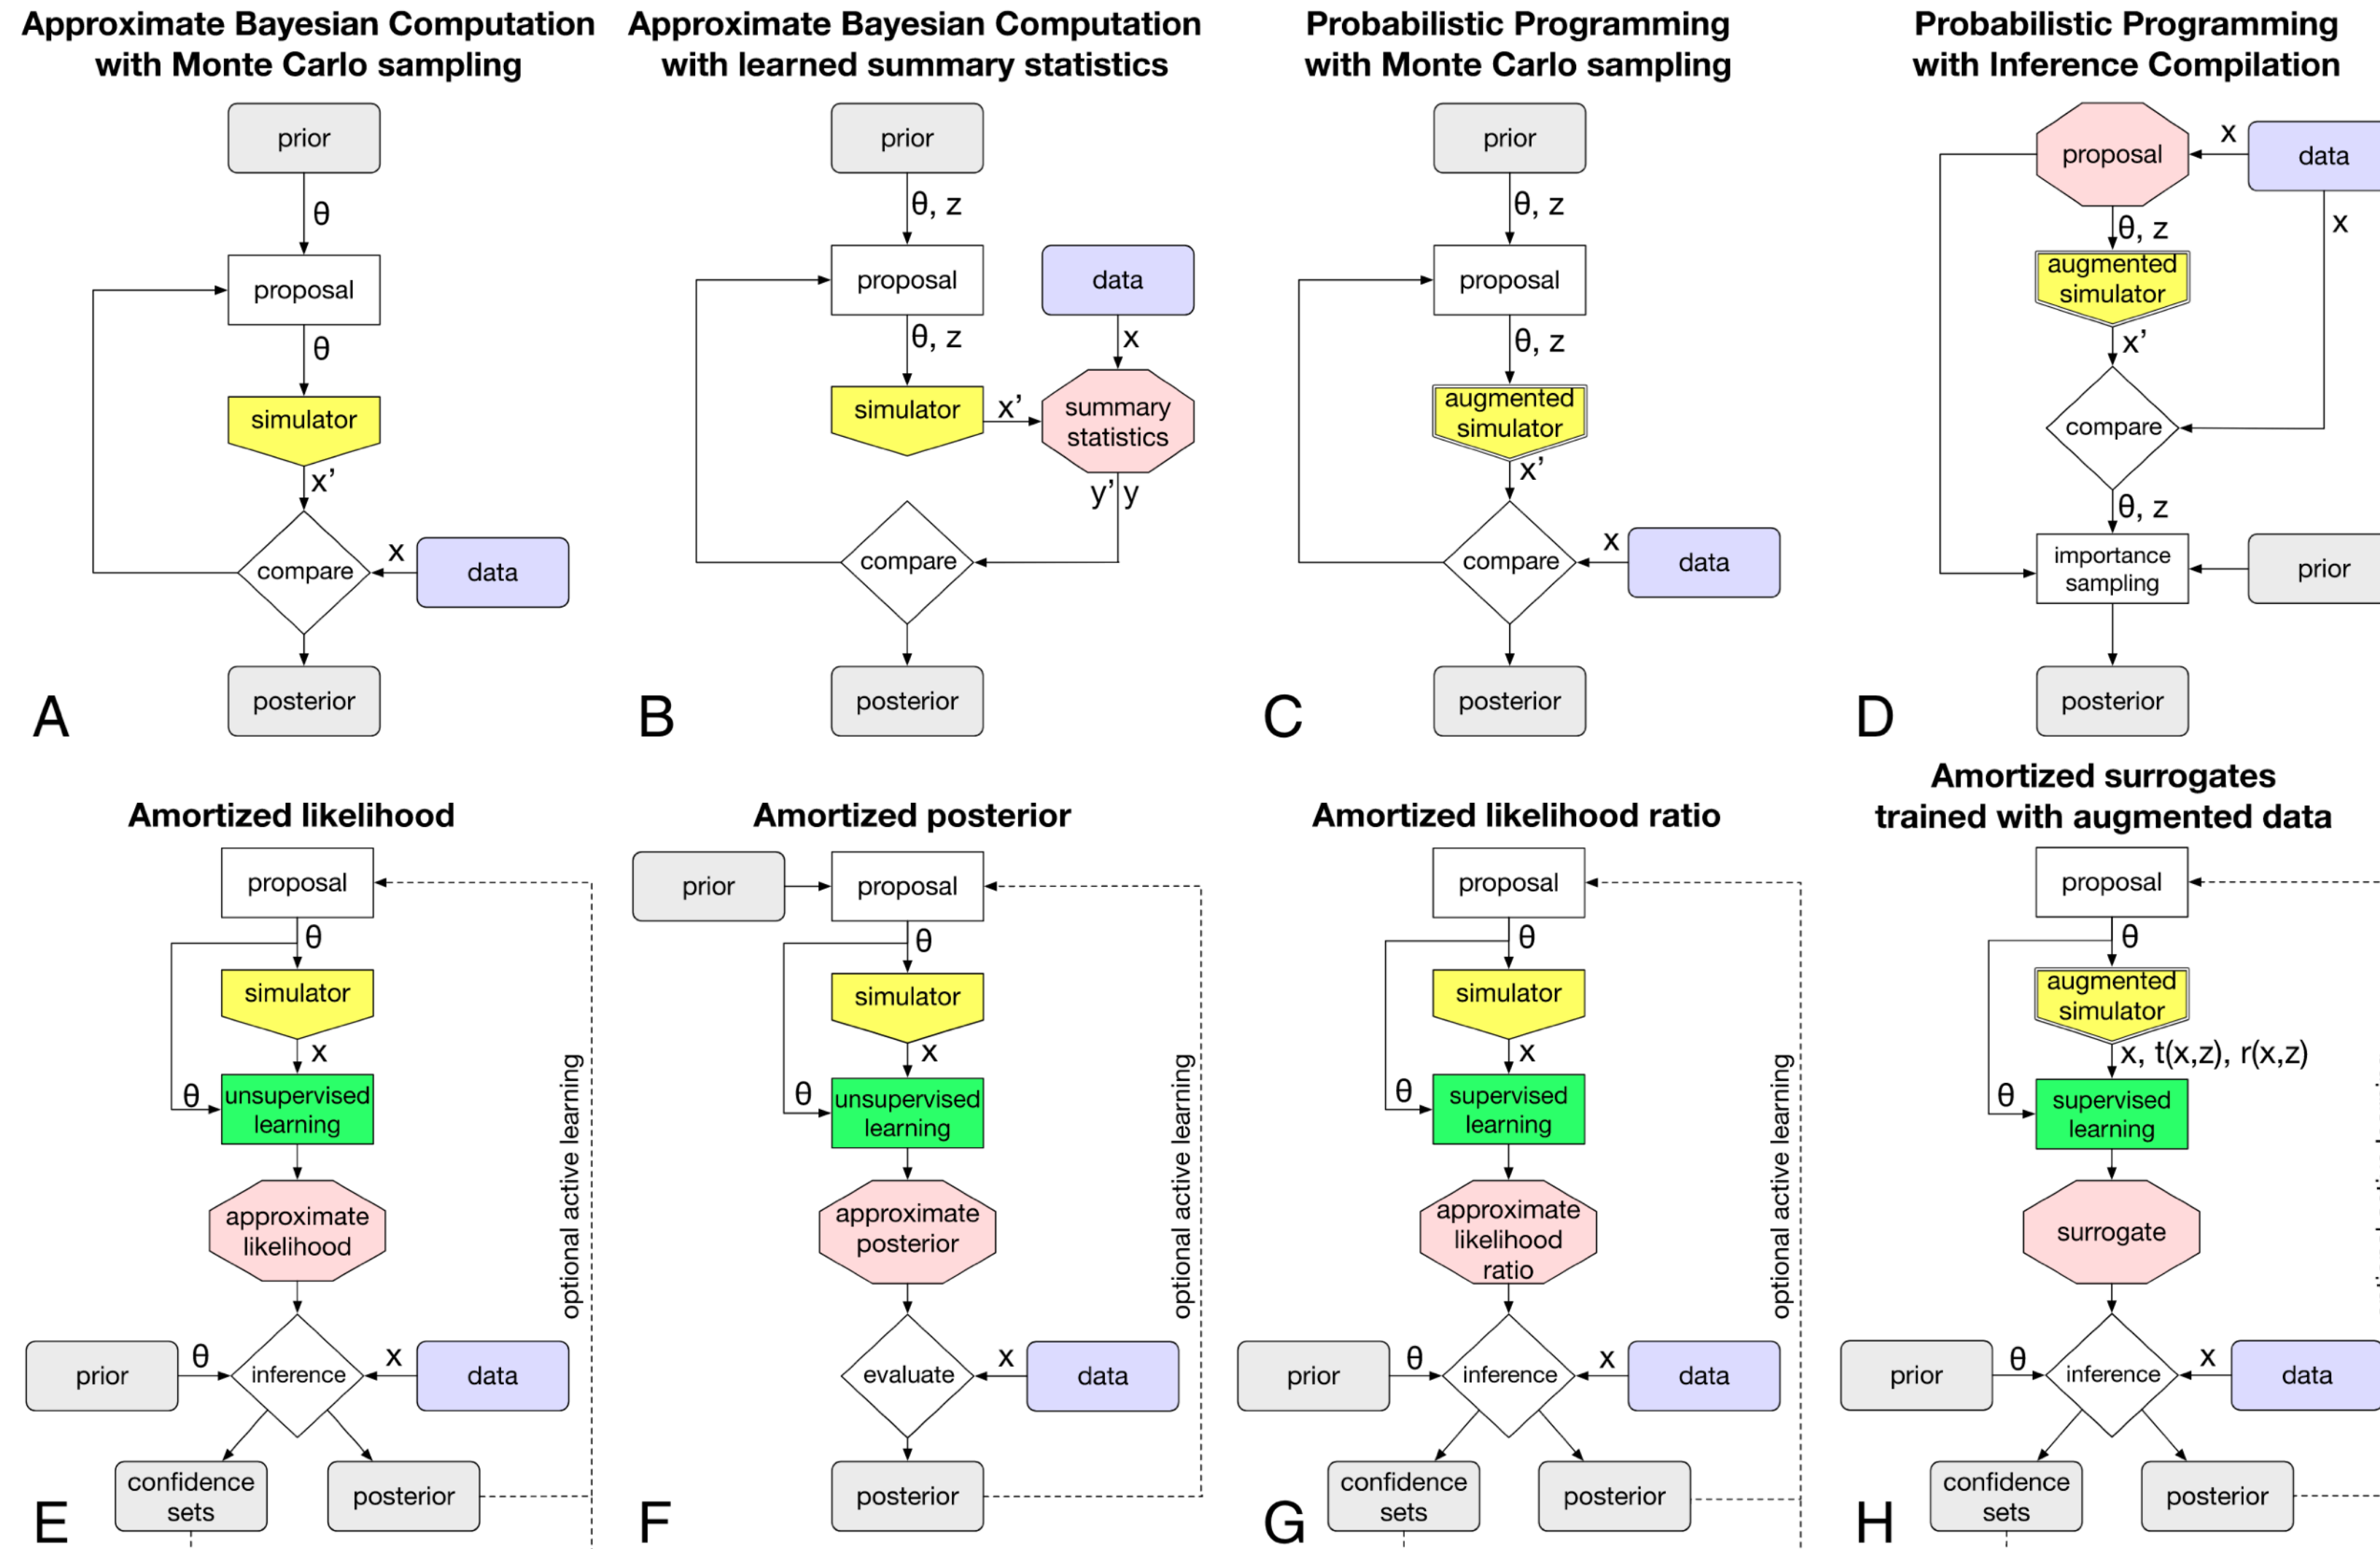 Approximate Bayesian Computation
with Monte Carlo sampling
prior
θ
proposal
θ
simulator
x’
compare
x
data
posterior
A
Approximate Bayesian Computation
with learned summary statistics
prior
θ, z
proposal
data
θ, z
x
simulator
x’
summary
statistics
y’ y
compare
posterior
B
Probabilistic Programming
with Monte Carlo sampling
prior
θ, z
proposal
θ, z
augmented
simulator
x’
compare
x
data
posterior
C
Probabilistic Programming
with Inference Compilation
proposal
x
data
θ, z
x
augmented
simulator
x’
compare
θ, z
importance
sampling
prior
posterior
D
Amortized likelihood
proposal
θ
simulator
x
θ
unsupervised
learning
approximate
likelihood
optional active learning
prior
θ
inference
x
data
confidence
sets
posterior
E
Amortized posterior
prior
proposal
θ
simulator
x
θ
unsupervised
learning
approximate
posterior
optional active learning
evaluate
x
data
posterior
F
Amortized likelihood ratio
proposal
θ
simulator
x
θ
supervised
learning
approximate
likelihood
ratio
optional active learning
prior
θ
inference
x
data
confidence
sets
posterior
G
Amortized surrogates
trained with augmented data
proposal
θ
augmented
simulator
x, t(x,z), r(x,z)
θ
supervised
learning
surrogate
prior
θ
inference
x
data
confidence
sets
posterior
H